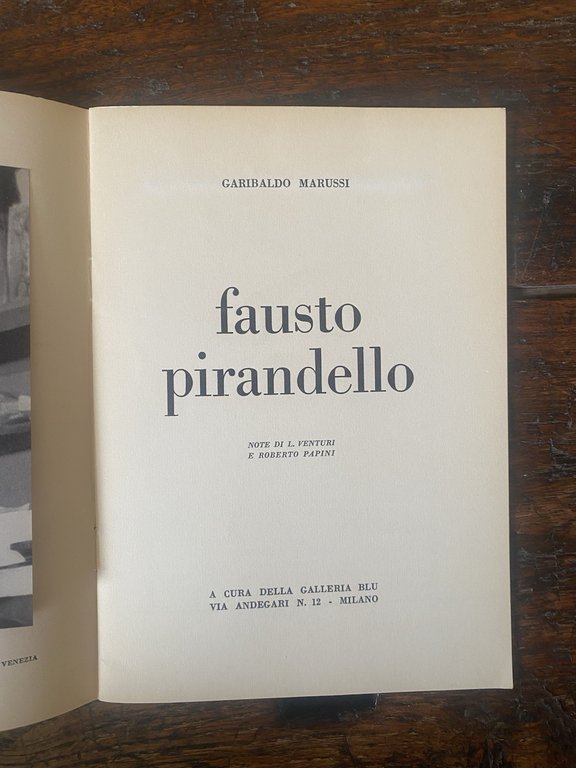 VENEZIA
GARIBALDO MARUSSI
fausto
pirandello
NOTE DI L. VENTURI
E ROBERTO PAPINI
A CURA DELLA GALLERIA BLU
VIA ANDEGARI N. 12 - MILANO